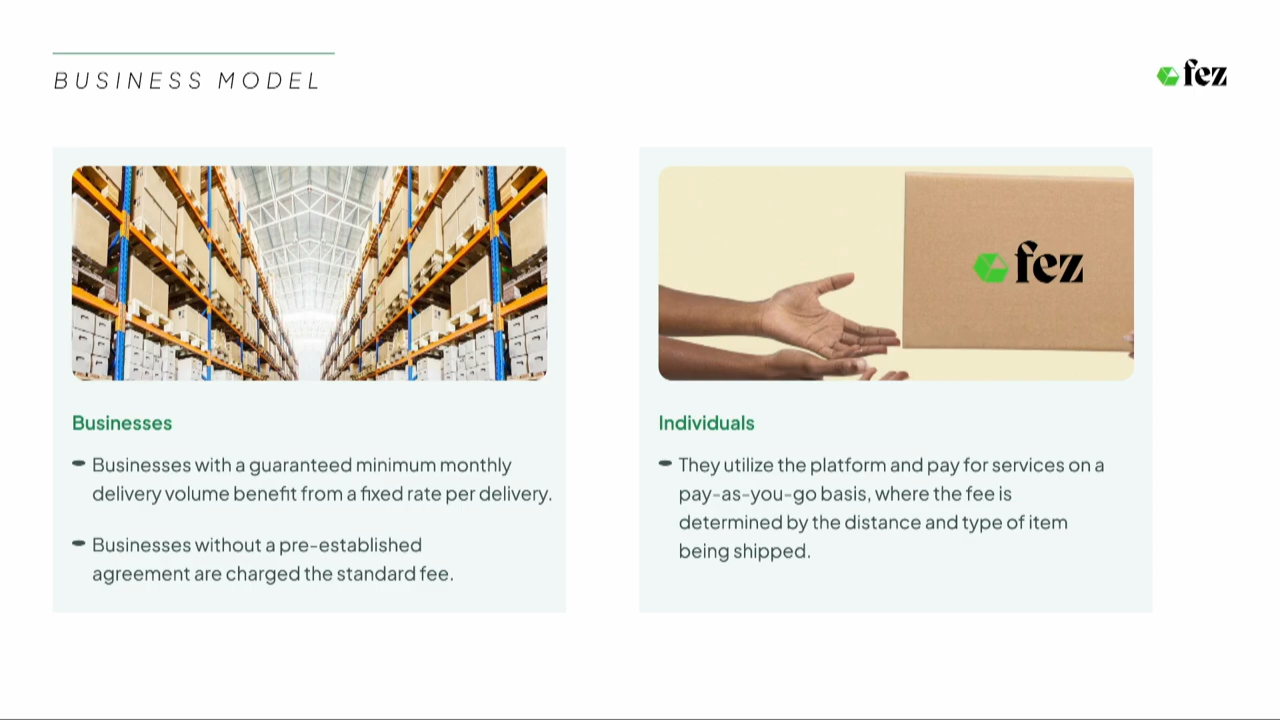 BUSINESS MODEL
fez
fez
Businesses
Businesses with a guaranteed minimum monthly
delivery volume benefit from a fixed rate per delivery.
Businesses without a pre-established
agreement are charged the standard fee.
Individuals
They utilize the platform and pay for services on a
pay-as-you-go basis, where the fee is
determined by the distance and type of item
being shipped.